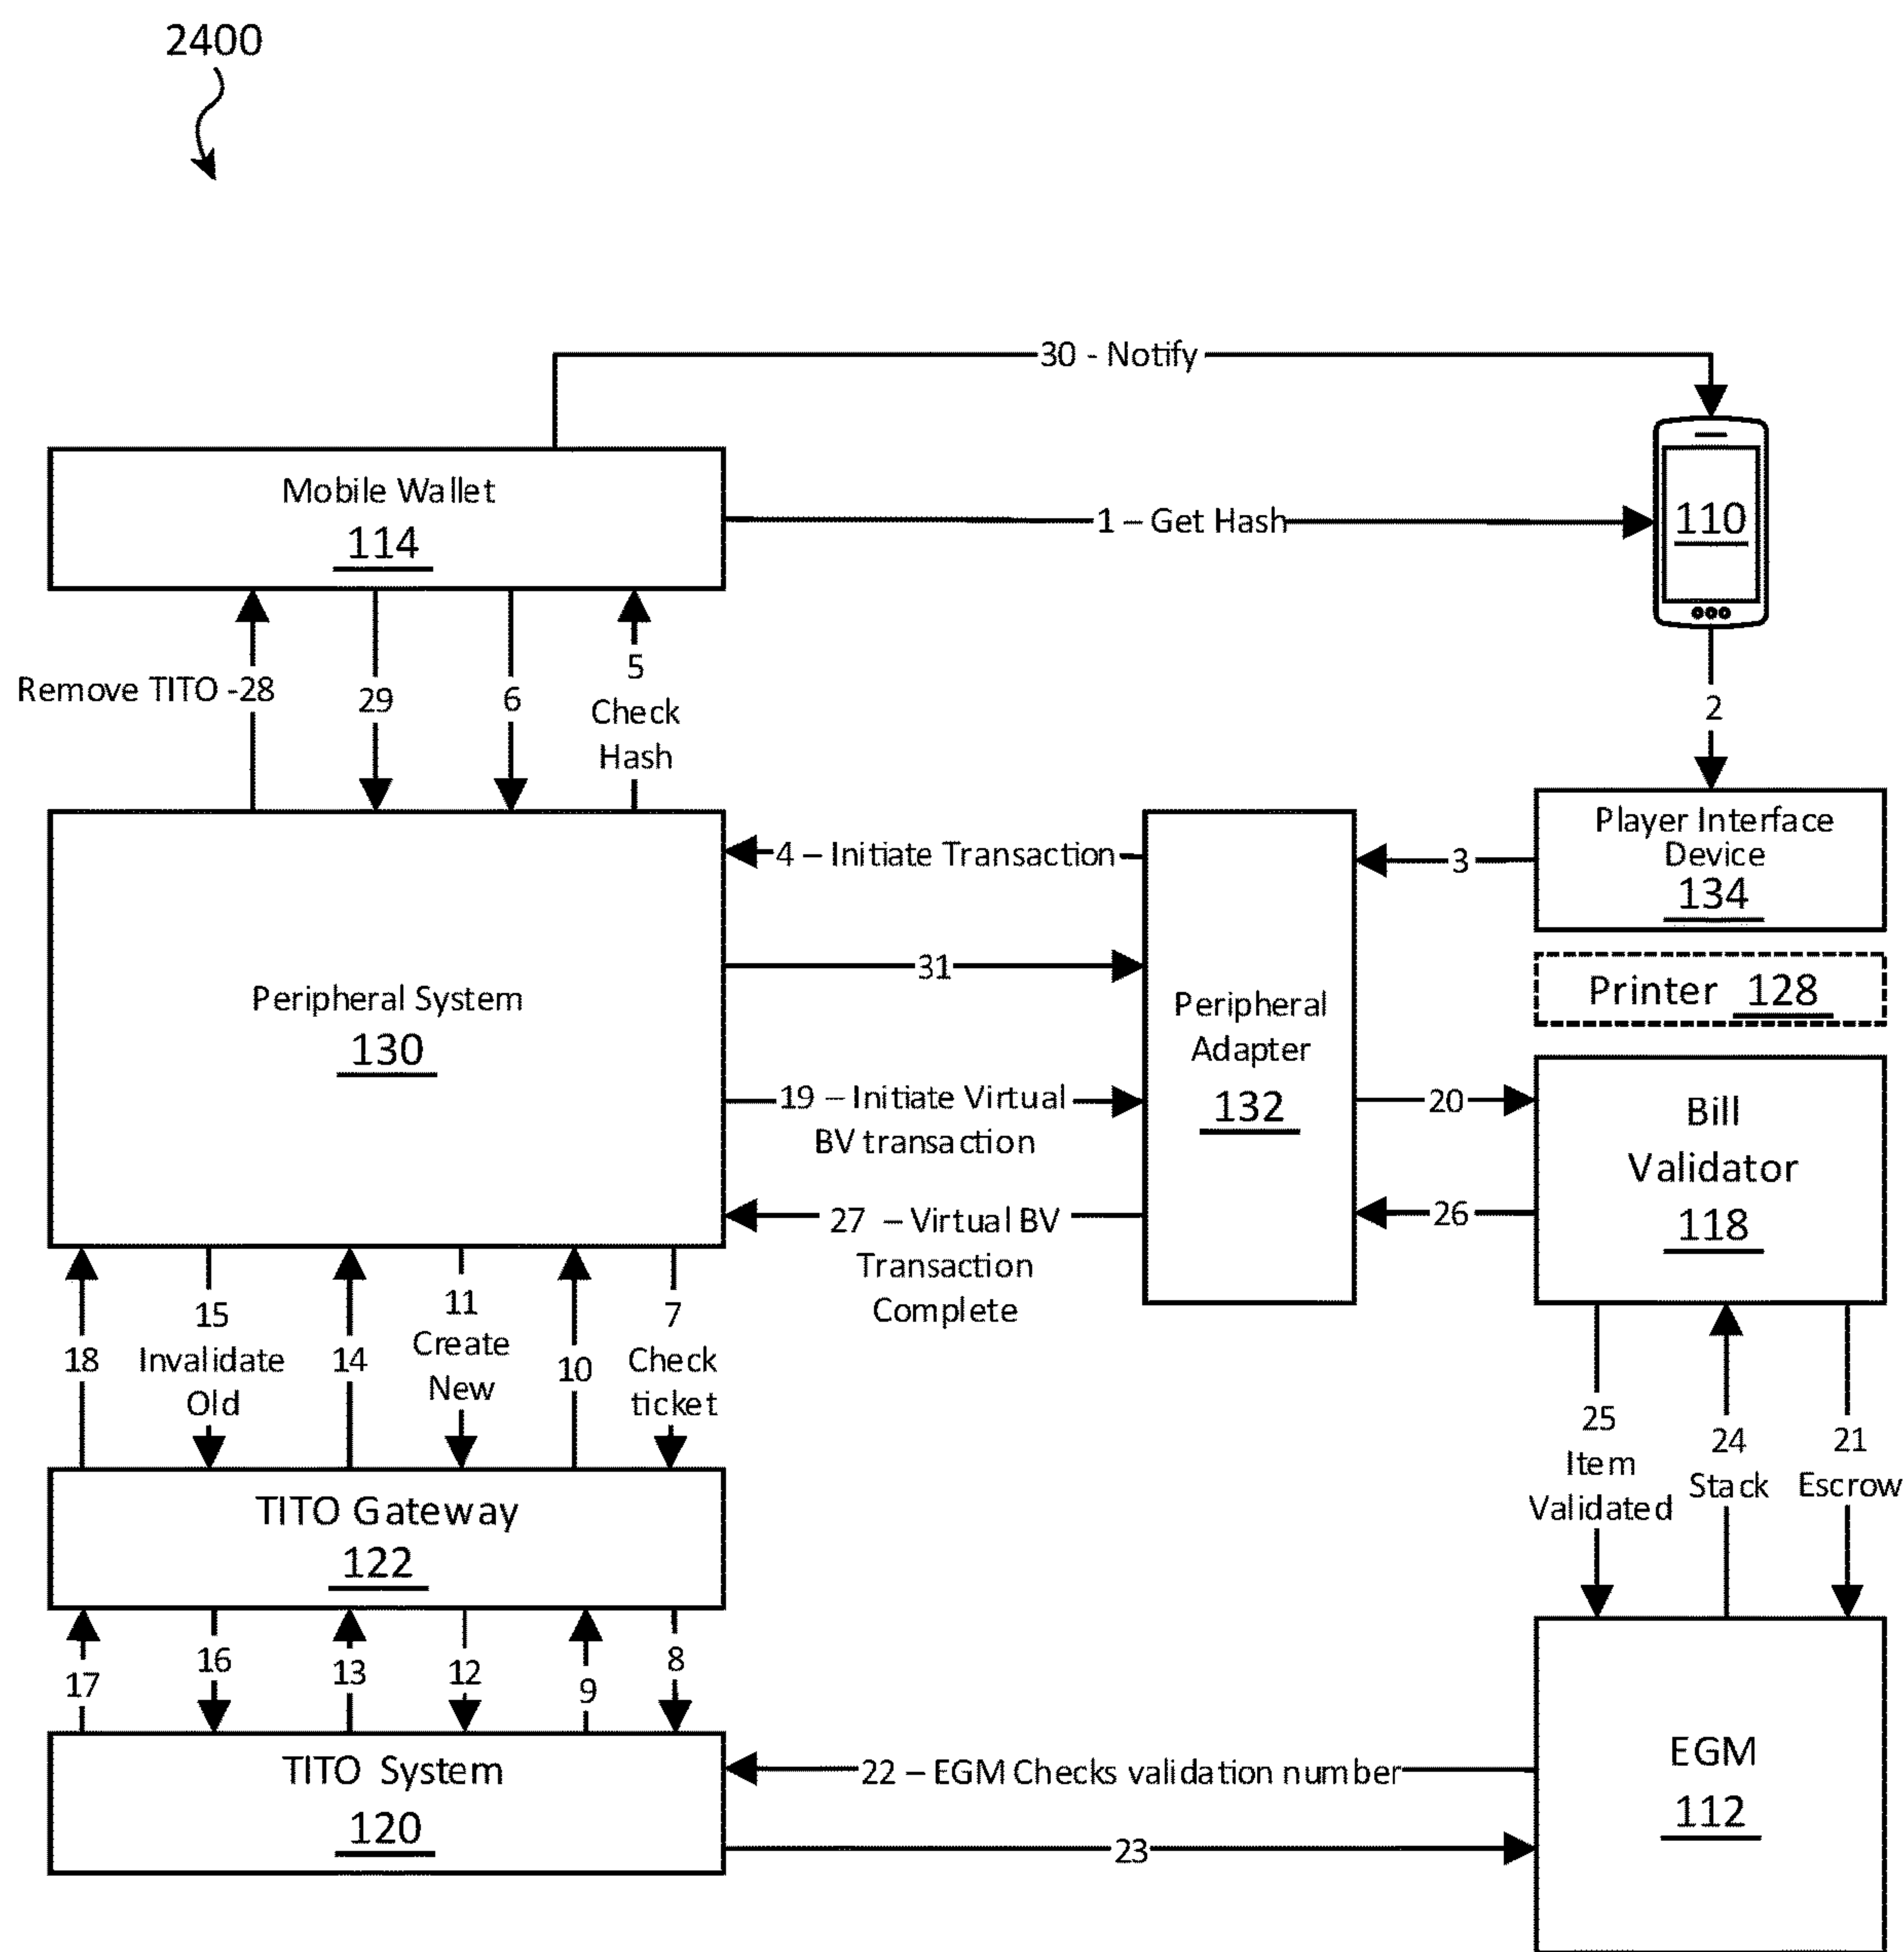 2400
30 - Notify
Mobile Wallet
114
1 – Get Hash
110
Remove TITO -28
29
6
5
Check
Hash
2
Player Interface
Device
134
4 – Initiate Transaction
3
31
Printer 128
Peripheral System
130
Peripheral
Adapter
132
19 – Initiate Virtual
BV transaction
20
Bill
Validator
118
27 – Virtual BV
Transaction
Complete
26
18
15
Invalidate
Old
14
11
Create
New
10
7
Check
ticket
25
Item
Validated
24
Stack
21
Escrow
TITO Gateway
122
17
16
13
12
9
8
TITO System
120
22 – EGM Checks validation number
23
EGM
112